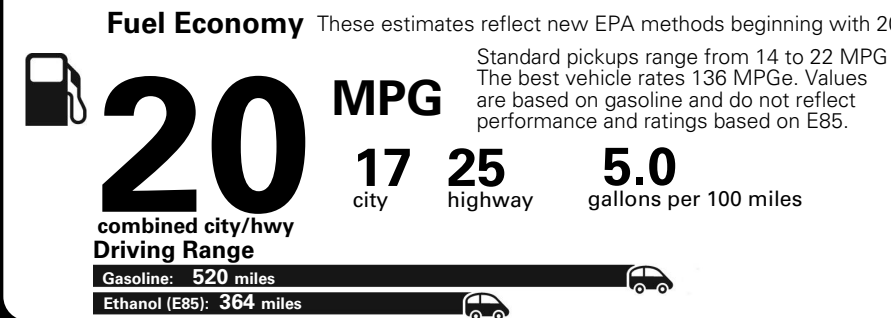 Fuel Economy These estimates reflect new EPA methods beginning with
Standard pickups range from 14 to 22 MPG
The best vehicle rates 136 MPGe. Values
are based on gasoline and do not reflect
performance and ratings based on E85.
20 MPG
combined city/hwy
17 city
25 highway
5.0 gallons per 100 miles
Driving Range
Gasoline: 520 miles
Ethanol (E85): 364 miles